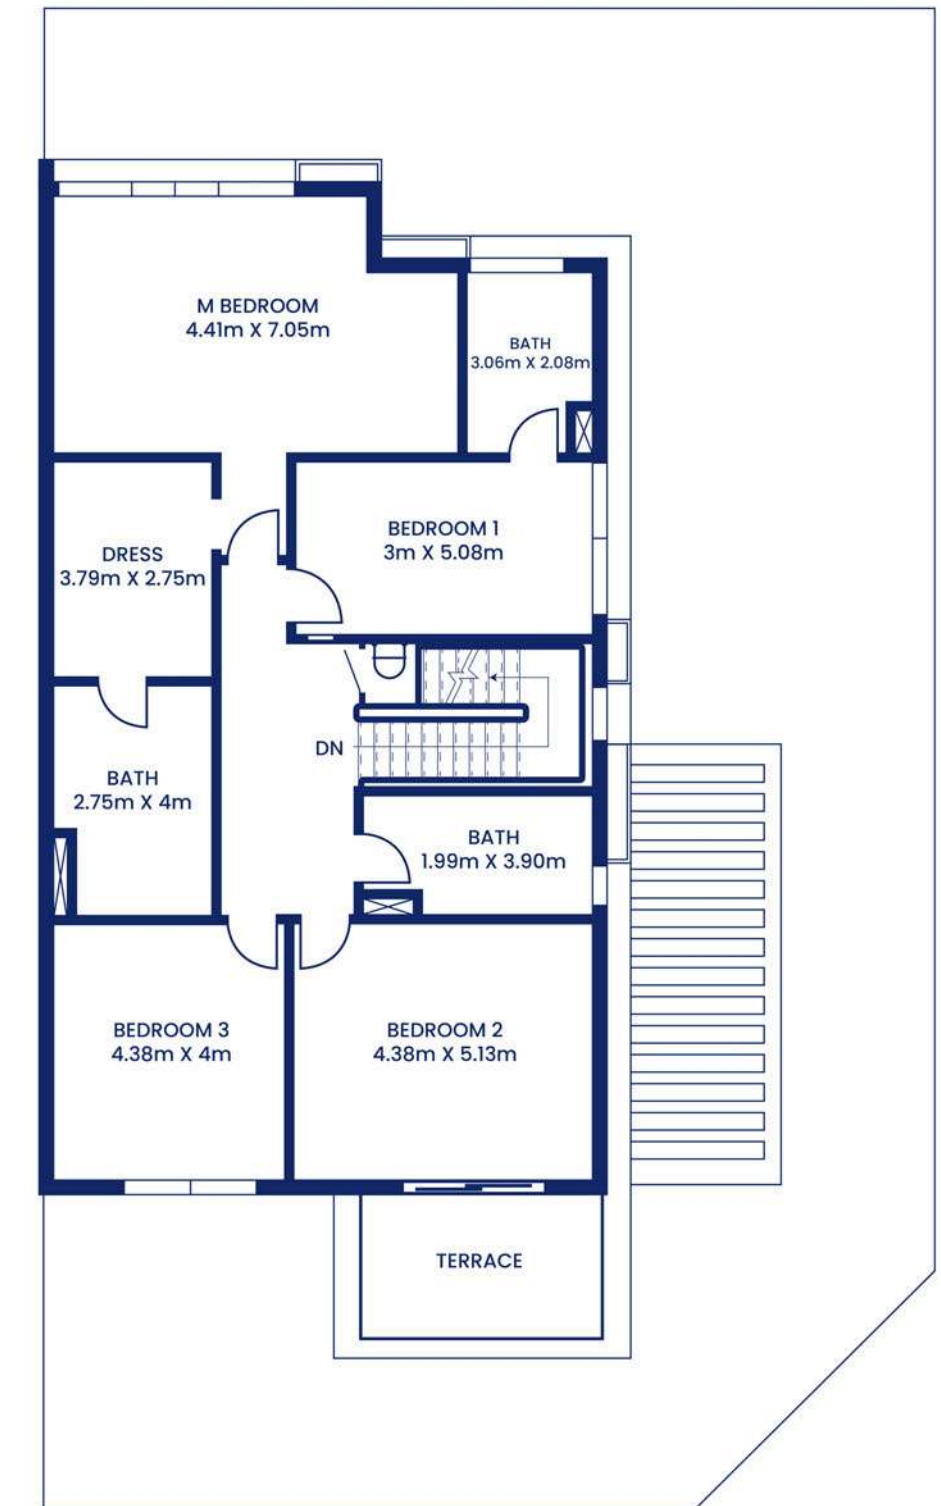 M BEDROOM
4.41m X 7.05m
BATH
3.06m X 2.08m
BEDROOM 1
3m X 5.08m
DRESS
3.79m X 2.75m
DN
BATH
2.75m X 4m
BATH
1.99m X 3.90m
BEDROOM 3
4.38m X 4m
BEDROOM 2
4.38m X 5.13m
TERRACE